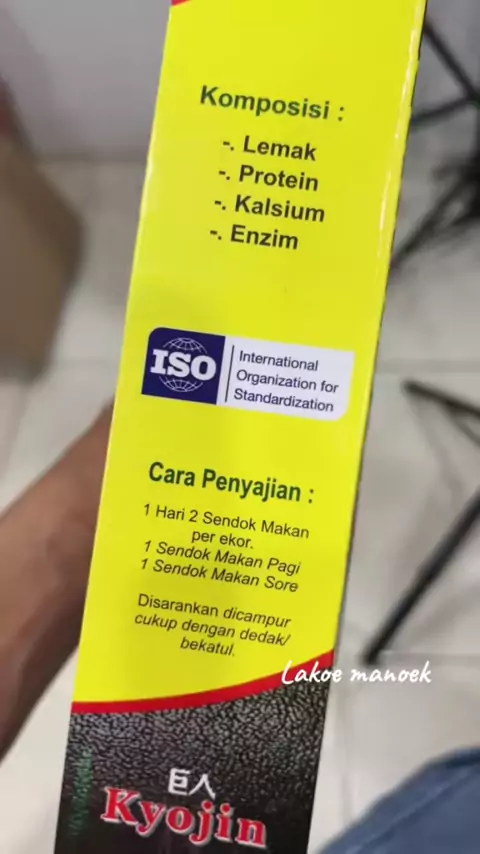 Komposisi :
-. Lemak
-. Protein
-. Kalsium
-. Enzim
ISO
International
Organization for
Standardization
Cara Penyajian :
1 Hari 2 Sendok Makan
per ekor.
1 Sendok Makan Pagi
1 Sendok Makan Sore
Disarankan dicampur
cukup dengan dedak/
bekatul.
Lakoe manoek
巨人
Kyojin